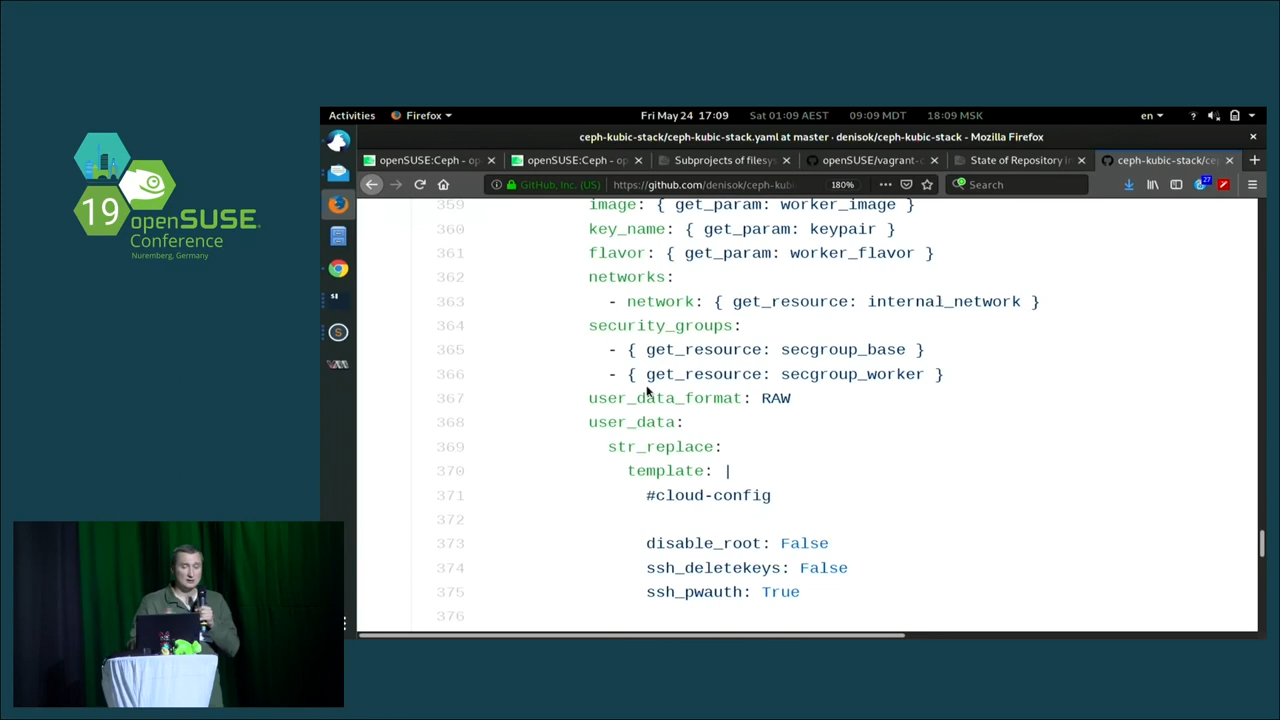 19
openSUSE.
Conference
Nuremberg, Germany
Activities Firefox Fri May 24 17:09 Sat 01:09 AEST 09:09 MDT 18:09 MSK en ?
ceph-kubic-stack/ceph-kubic-stack.yaml at master · denisok/ceph-kubic-stack - Mozilla Firefox
openSUSE:Ceph - op openSUSE:Ceph - op Subprojects of filesy openSUSE/vagrant- State of Repository in ceph-kubic-stack/ce
GitHub, Inc. (US) https://github.com/denisok/ceph-kubi 180% Search 27
359 image: { get_param: worker_image }
360 key_name: { get_param: keypair }
361 flavor: { get_param: worker_flavor }
362 networks:
363 - network: { get_resource: internal_network }
364 security_groups:
365 - { get_resource: secgroup_base }
366 - { get_resource: secgroup_worker }
367 user_data_format: RAW
368 user_data:
369 str_replace:
370 template: |
371 #cloud-config
372
373 disable_root: False
374 ssh_deletekeys: False
375 ssh_pwauth: True
376